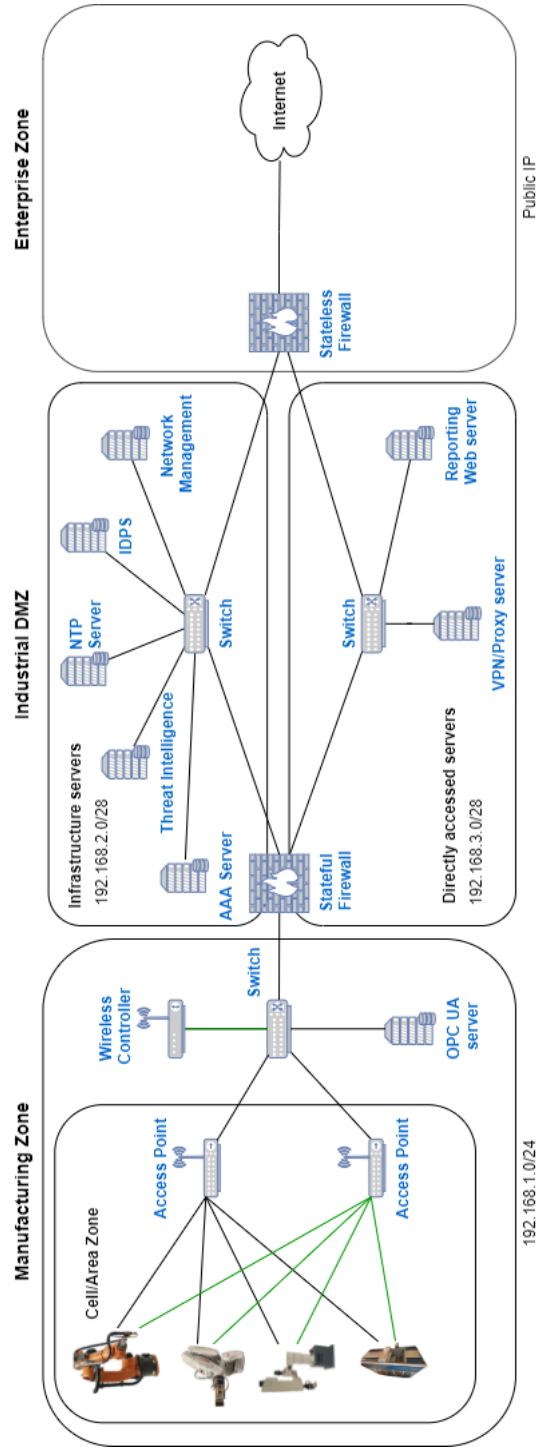 Manufacturing Zone
Industrial DMZ
Enterprise Zone
Cell/Area Zone
Access Point
Access Point
Wireless
Controller
Switch
OPC UA
server
192.168.1.0/24
Infrastructure servers
192.168.2.0/28
AAA Server
Threat Intelligence
NTP
Server
IDPS
Network
Management
Switch
Stateful
Firewall
Directly accessed servers
192.168.3.0/28
Switch
VPN/Proxy server
Reporting
Web server
Stateless
Firewall
Internet
Public IP